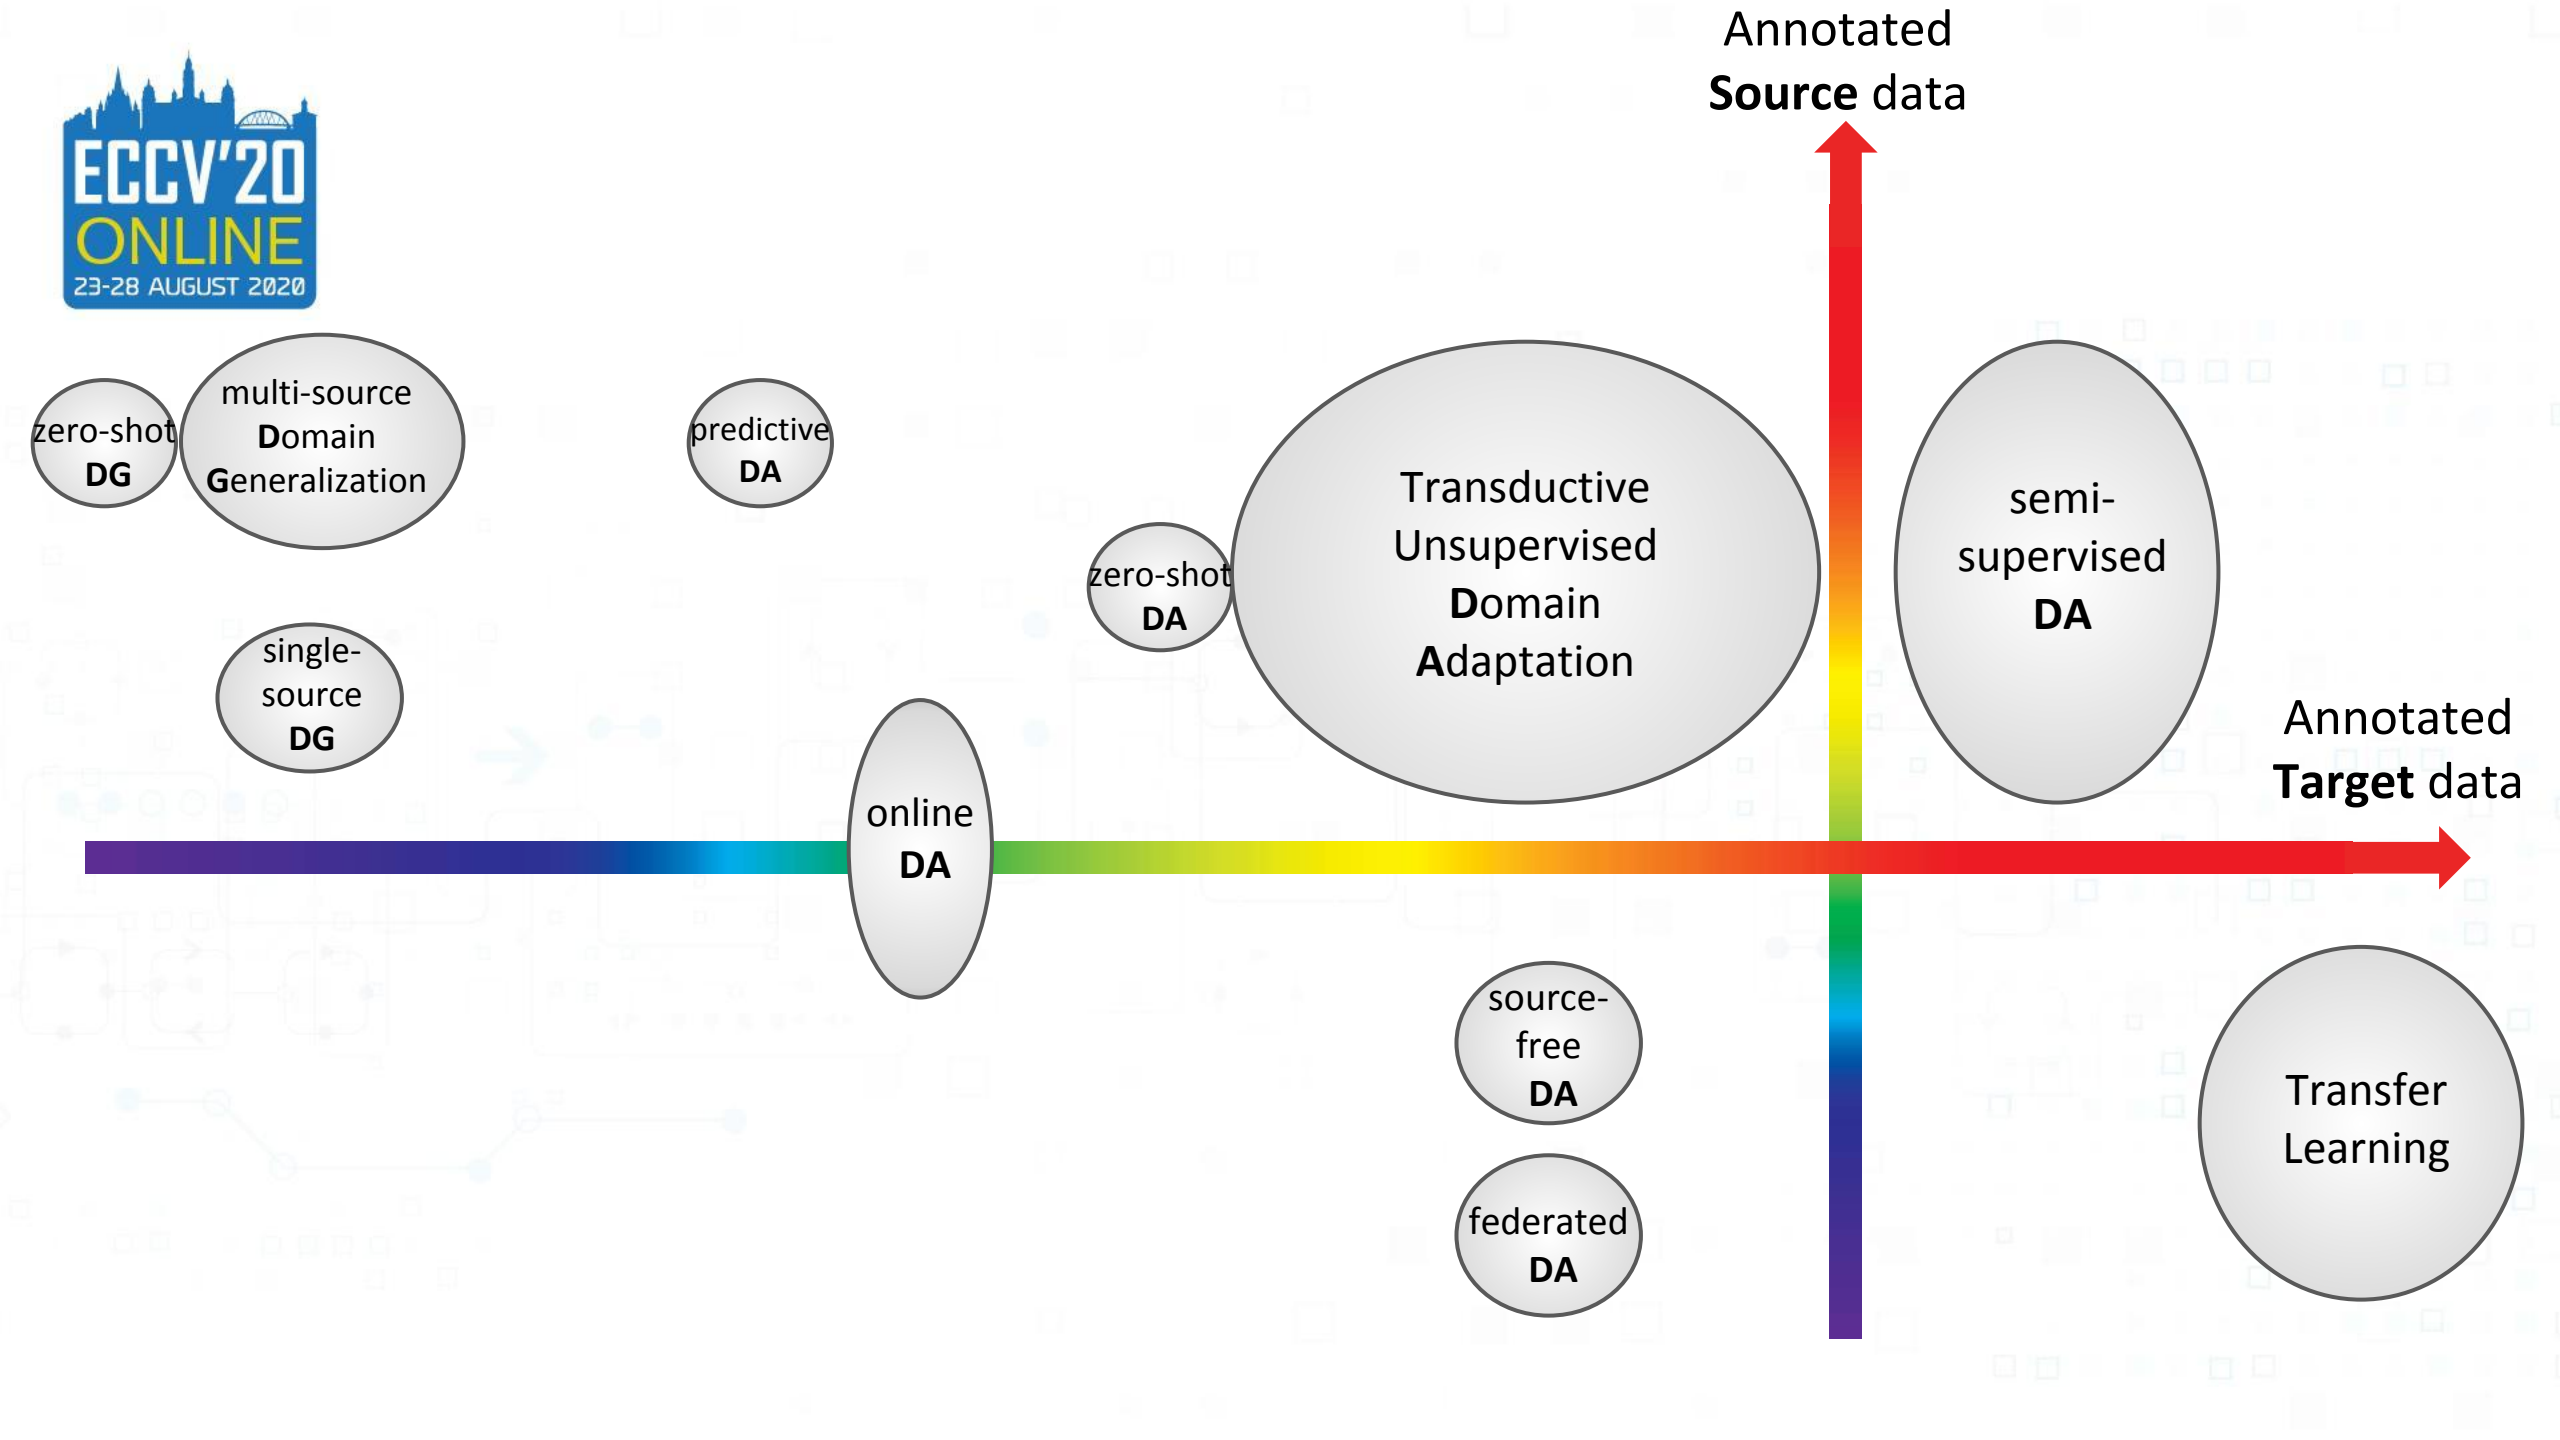 Annotated
Source data
ECCV'20
ONLINE
23-28 AUGUST 2020
zero-shot
DG
multi-source
Domain
Generalization
predictive
DA
single-
source
DG
zero-shot
DA
Transductive
Unsupervised
Domain
Adaptation
semi-
supervised
DA
Annotated
Target data
online
DA
source-
free
DA
federated
DA
Transfer
Learning